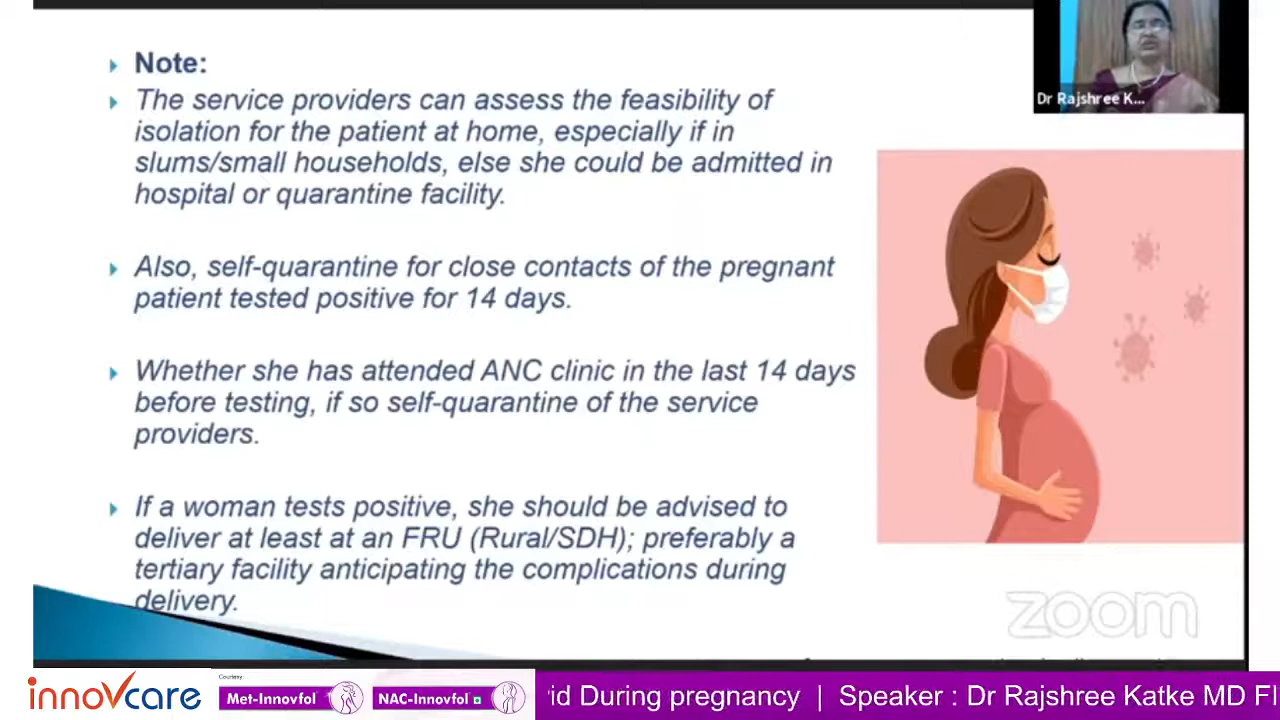 Note:
The service providers can assess the feasibility of
isolation for the patient at home, especially if in
slums/small households, else she could be admitted in
hospital or quarantine facility.
Also, self-quarantine for close contacts of the pregnant
patient tested positive for 14 days.
Whether she has attended ANC clinic in the last 14 days
before testing, if so self-quarantine of the service
providers.
If a woman tests positive, she should be advised to
deliver at least at an FRU (Rural/SDH); preferably a
tertiary facility anticipating the complications during
delivery.
Dr Rajshree K...
zoom
innovcare
Courtesy:
Met-Innovfol
NAC-Innovfol
During pregnancy | Speaker : Dr Rajshree Katke MD FI